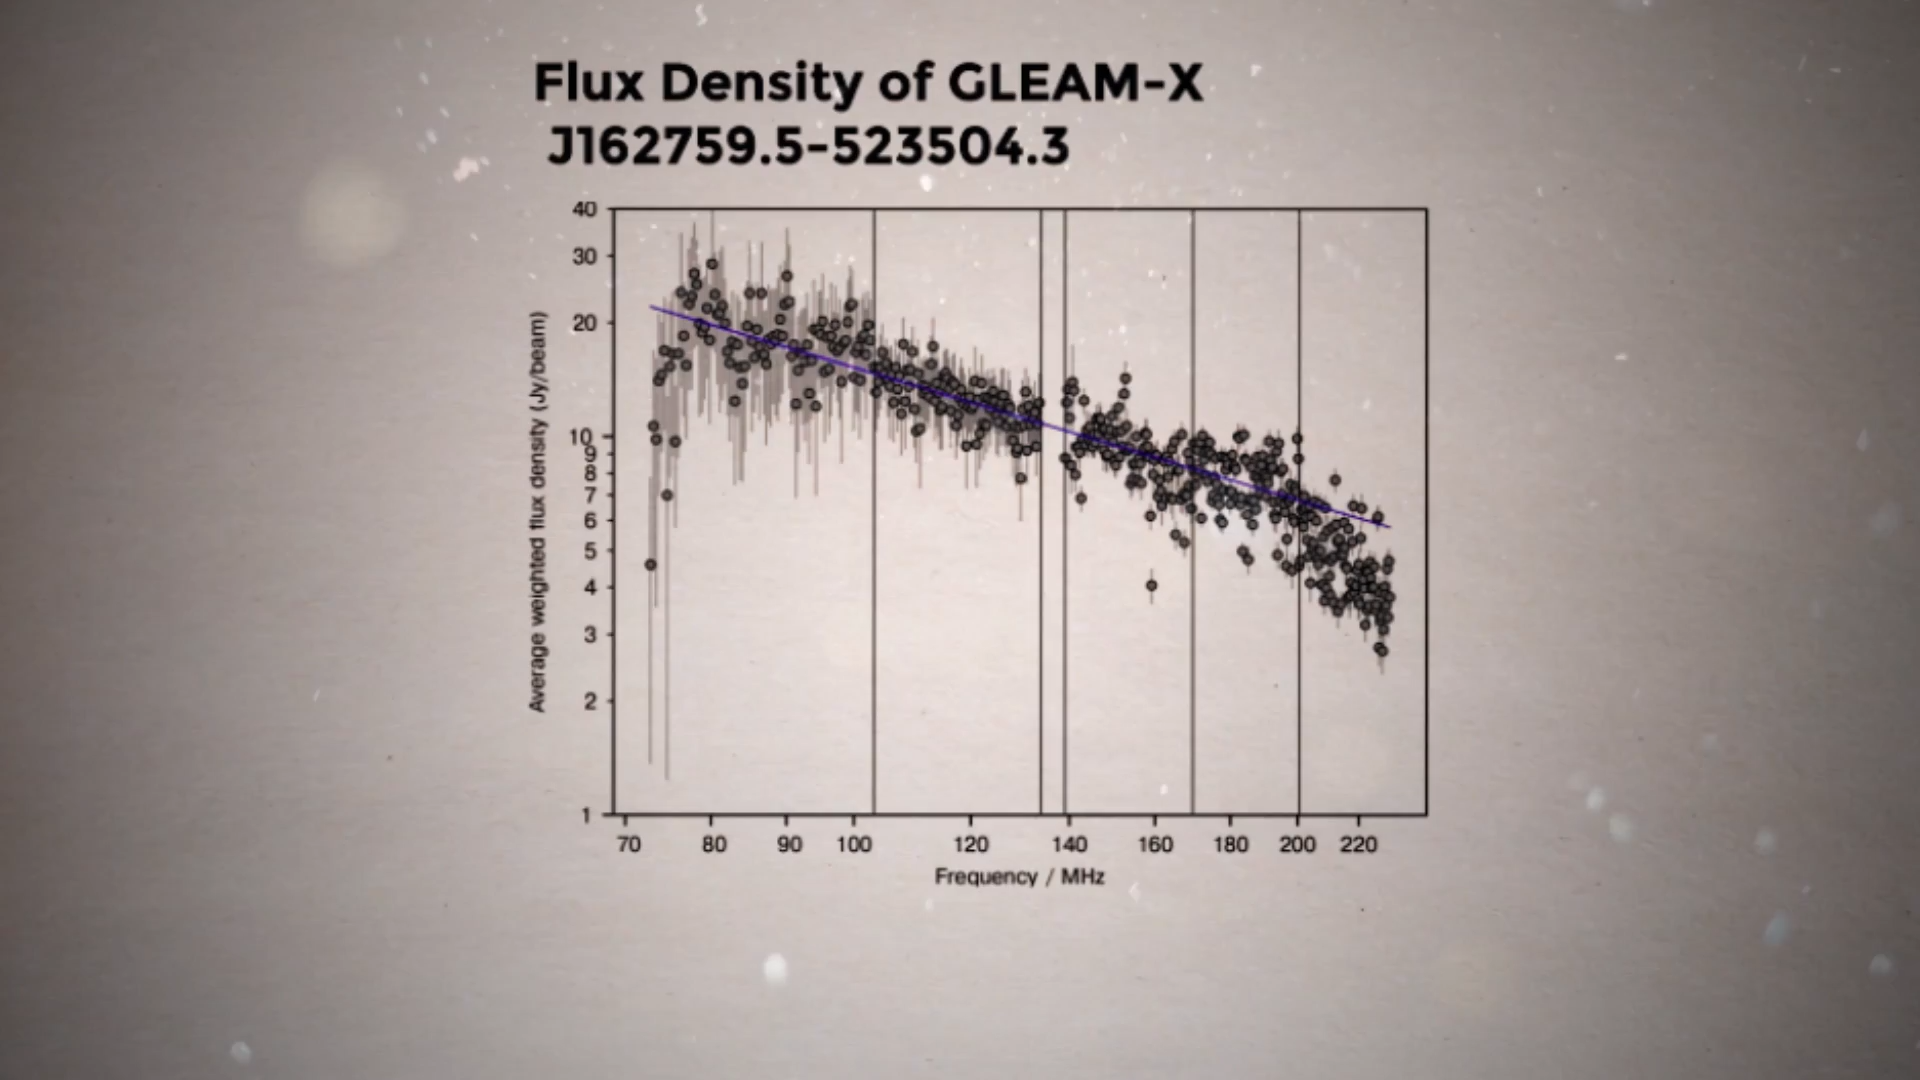 Flux Density of GLEAM-X
J162759.5-523504.3
40
30
20
10
9
8
7
6
5
4
3
2
1
Average weighted flux density (Jy/beam)
70 80 90 100 120 140 160 180 200 220
Frequency / MHz